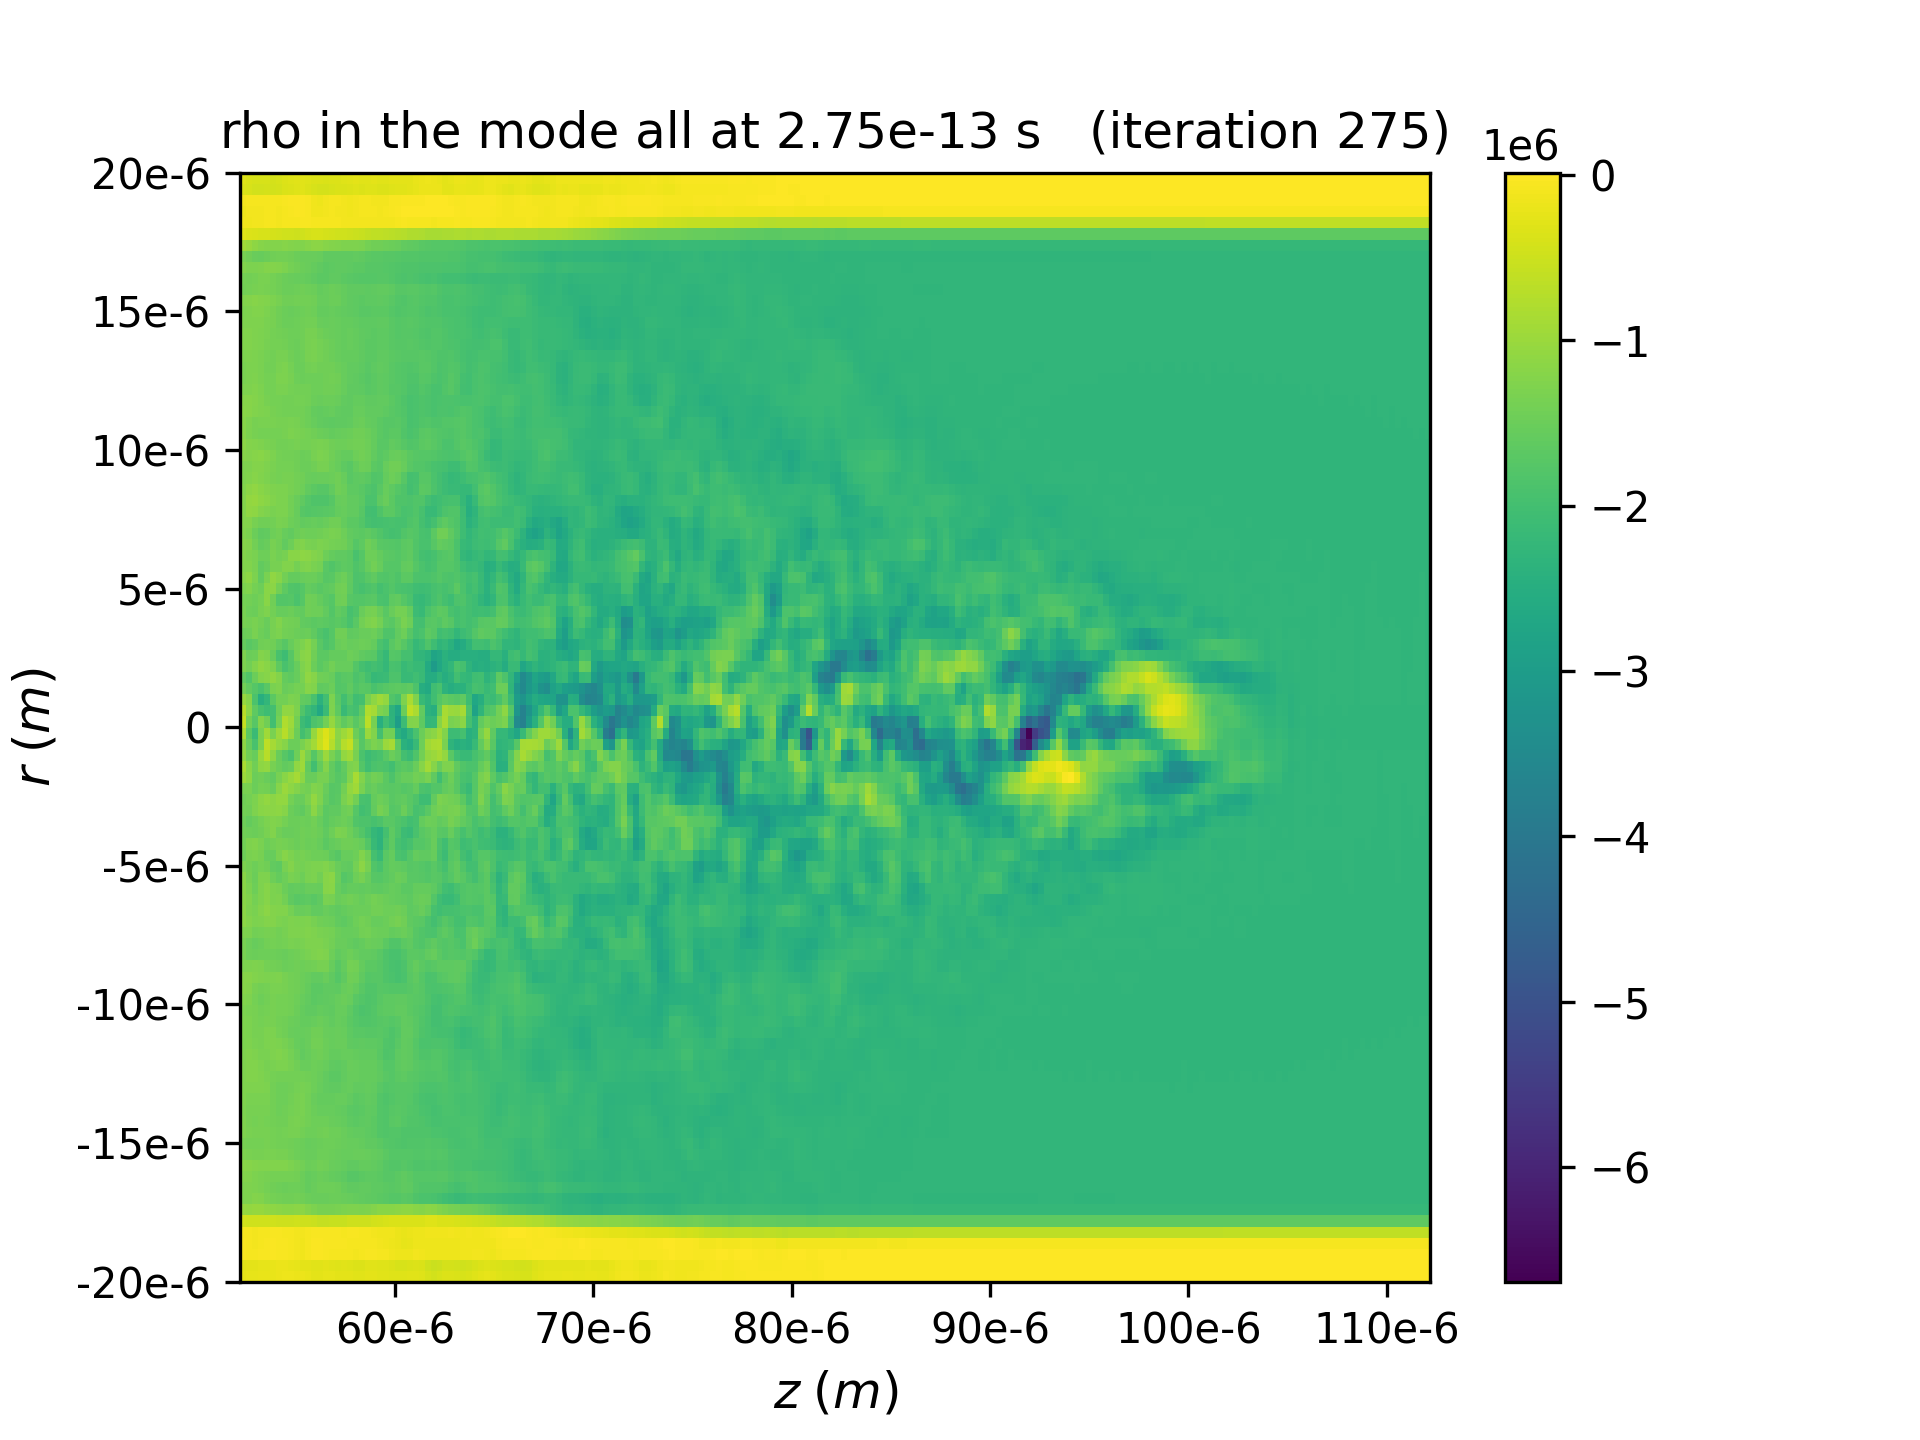 rho in the mode all at 2.75e-13 s   (iteration 275)
1e6
20e-6
15e-6
10e-6
5e-6
0
-5e-6
-10e-6
-15e-6
-20e-6
r (m)
60e-6 70e-6 80e-6 90e-6 100e-6 110e-6
z (m)
0
−1
−2
−3
−4
−5
−6